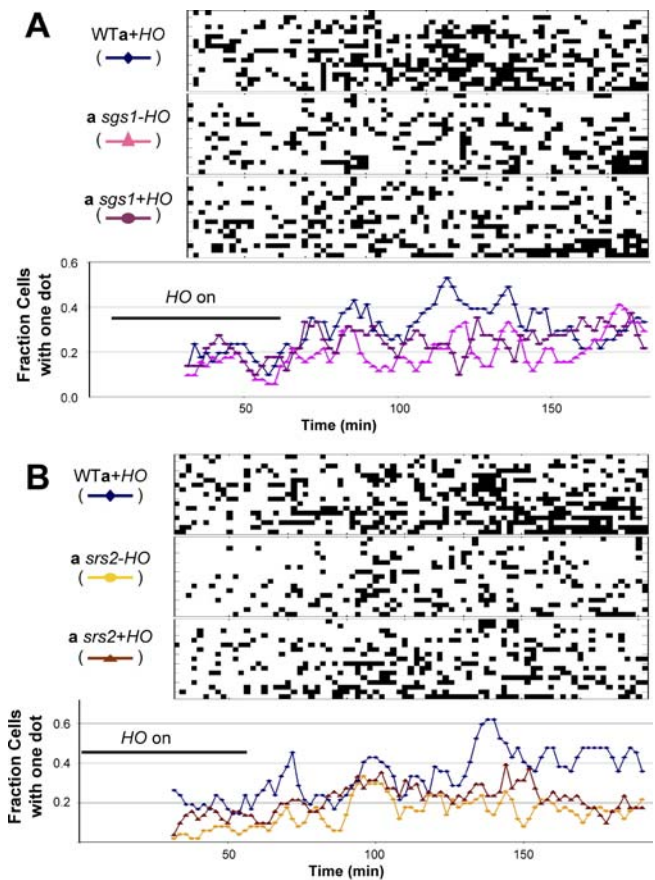 A
WTa+HO
( )
a sgs1-HO
( )
a sgs1+HO
( )
0.6
HO on
0.4
0.2
0.0
Fraction Cells
with one dot
50 100 150
Time (min)
B
WTa+HO
( )
a srs2-HO
( )
a srs2+HO
( )
HO on
0.6
0.4
0.2
Fraction Cells
with one dot
50 100 150
Time (min)